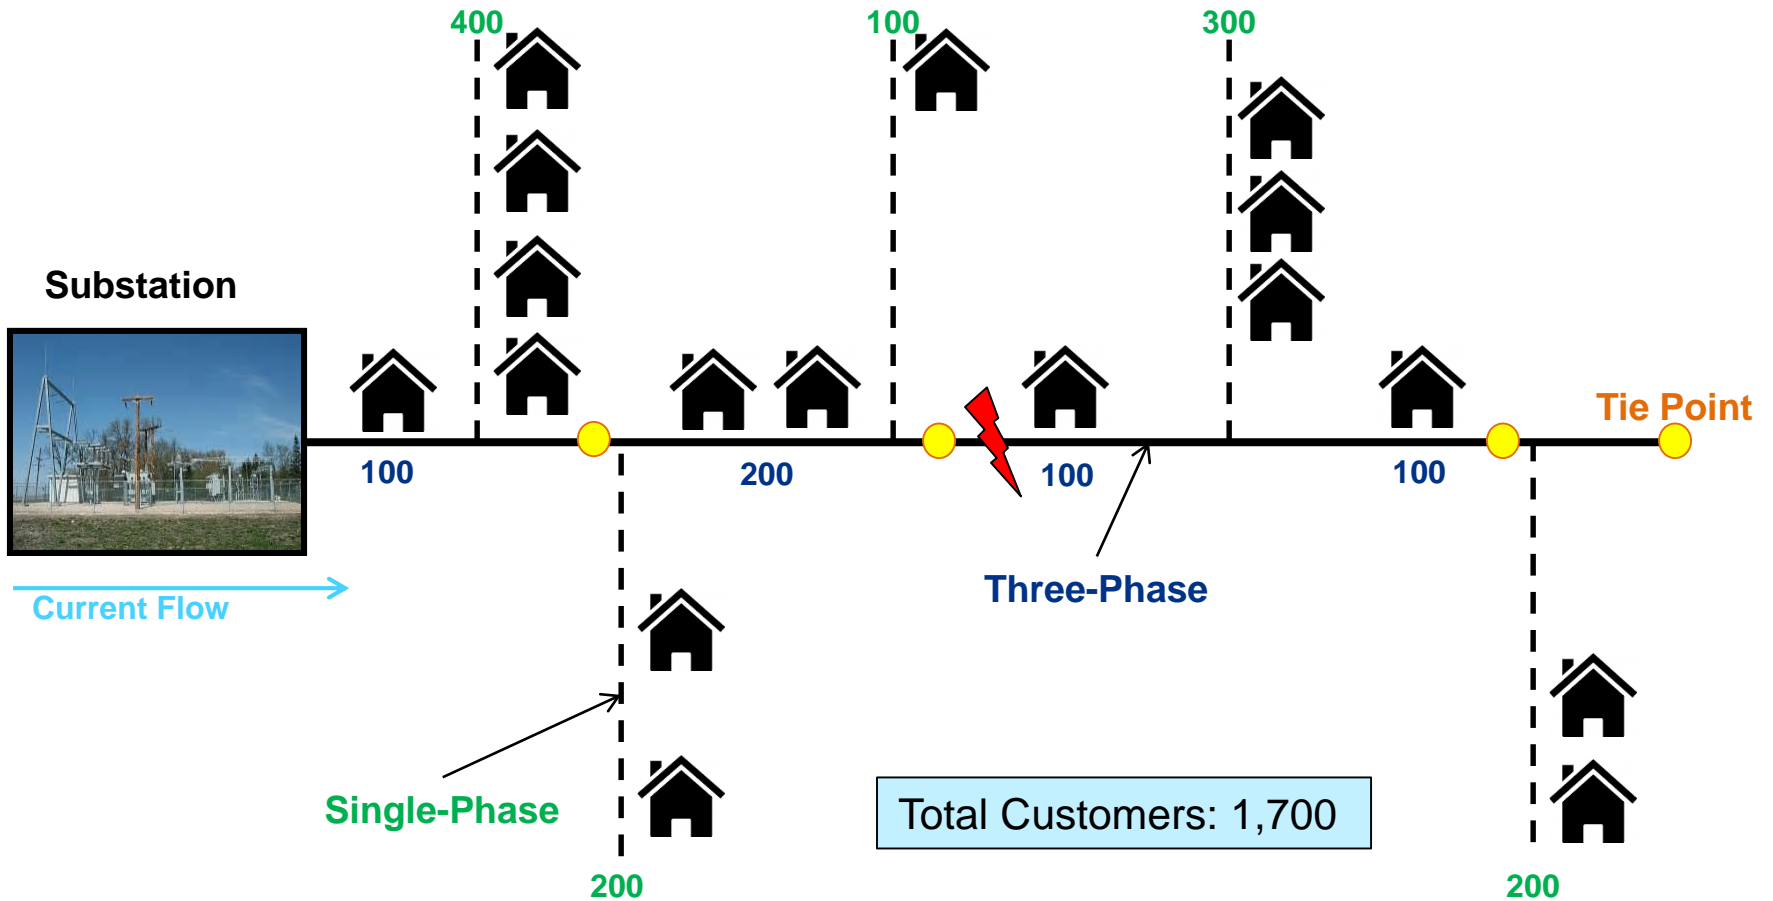 400
100
300
Substation
Tie Point
100
200
100
100
Current Flow
Three-Phase
Single-Phase
Total Customers: 1,700
200
200